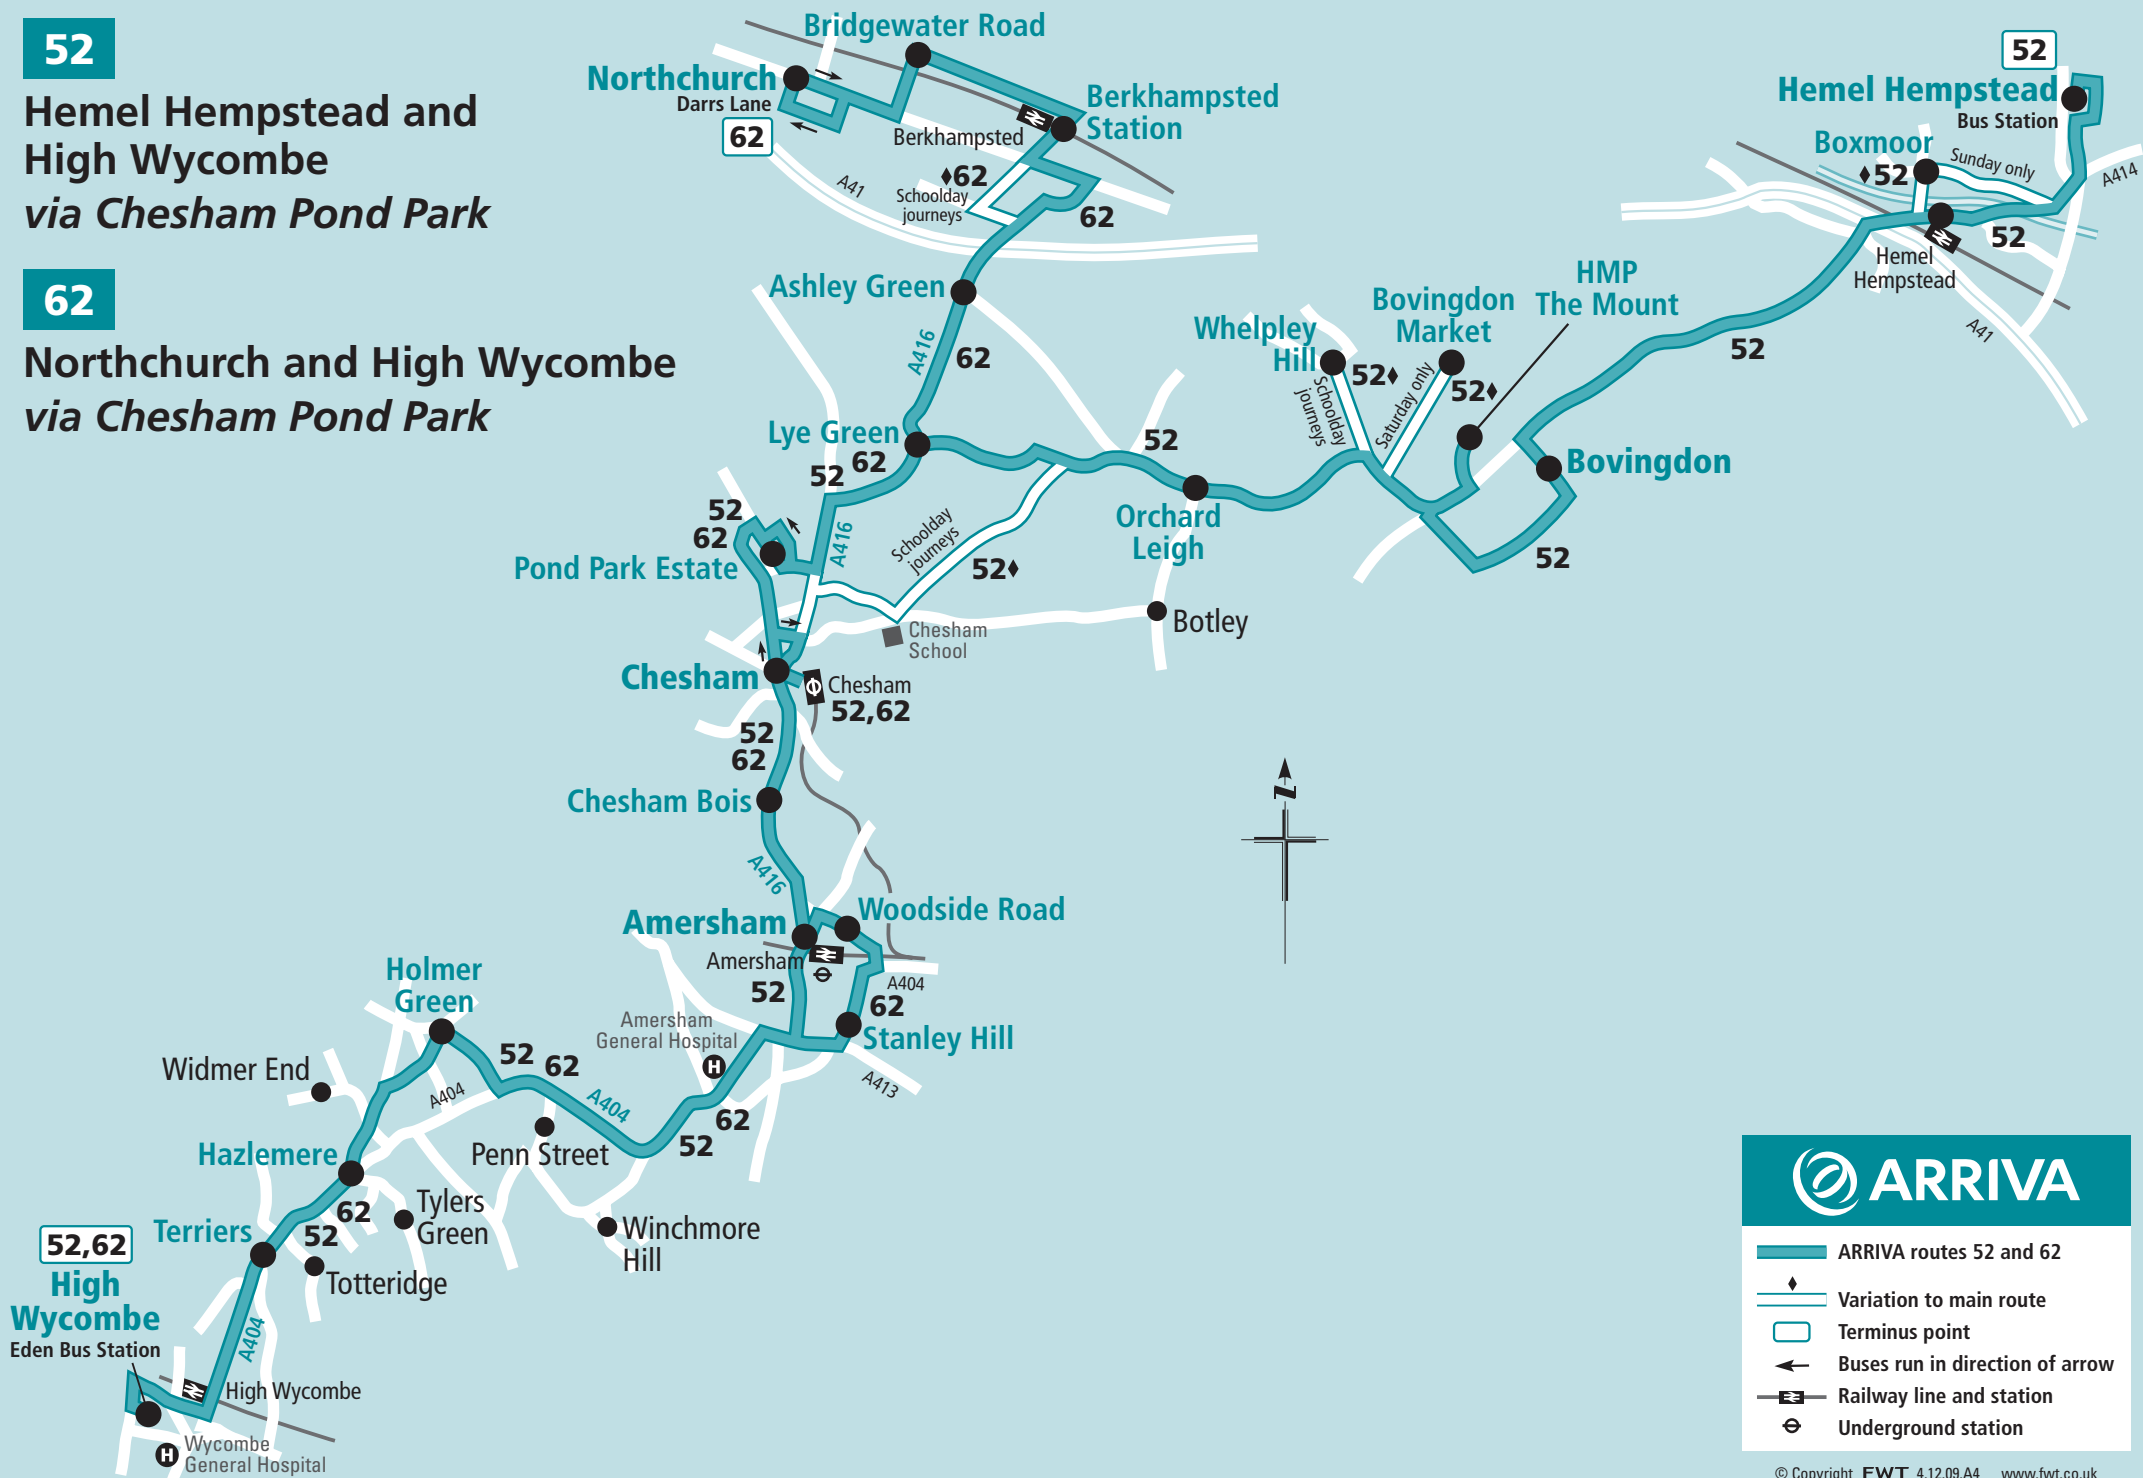 52
Hemel Hempstead and
High Wycombe
via Chesham Pond Park
62
Northchurch and High Wycombe
via Chesham Pond Park
Bridgewater Road
Northchurch
Darrs Lane
62
Berkhampsted
Station
Berkhampsted
♦62
Schoolday
journeys
A41
62
52
Hemel Hempstead
Bus Station
Boxmoor
♦52
Sunday only
A414
52
Hemel
Hempstead
A41
Ashley Green
A416
62
HMP
The Mount
Bovingdon
Market
Whelpley
Hill
52♦
Schoolday
journeys
Saturday only
52♦
52
Lye Green
62
52
52
Bovingdon
52
Orchard
Leigh
52
62
Pond Park Estate
A416
Schoolday
journeys
52♦
Botley
Chesham
School
Chesham
Chesham
52,62
52
62
Chesham Bois
A416
Woodside Road
Amersham
Amersham
52
A404
62
Stanley Hill
A413
Amersham
General Hospital
H
Holmer
Green
Widmer End
52
62
A404
A404
62
52
Penn Street
Hazlemere
Tylers
Green
62
52
Winchmore
Hill
Terriers
Totteridge
52,62
High
Wycombe
Eden Bus Station
A404
High Wycombe
H
Wycombe
General Hospital
ARRIVA
ARRIVA routes 52 and 62
♦
Variation to main route
Terminus point
Buses run in direction of arrow
Railway line and station
Underground station
© Copyright FWT 4.12.09.A4 www.fwt.co.uk